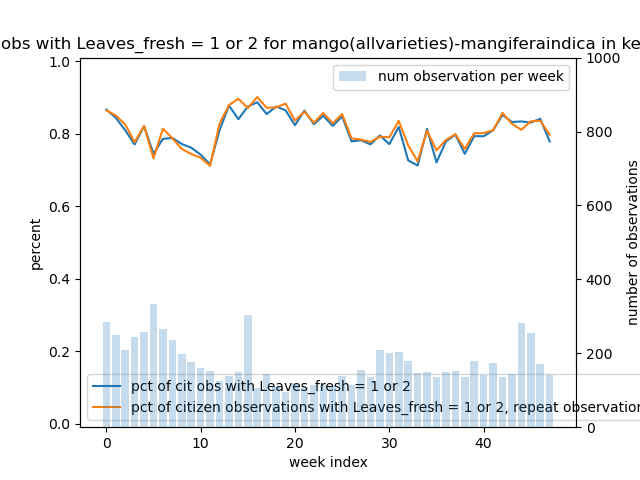 obs with Leaves_fresh = 1 or 2 for mango(allvarieties)-mangiferaindica in ke
num observation per week
1.0
0.8
0.6
0.4
0.2
0.0
percent
1000
800
600
400
200
0
number of observations
pct of cit obs with Leaves_fresh = 1 or 2
pct of citizen observations with Leaves_fresh = 1 or 2, repeat observation
0
10
20
30
40
week index